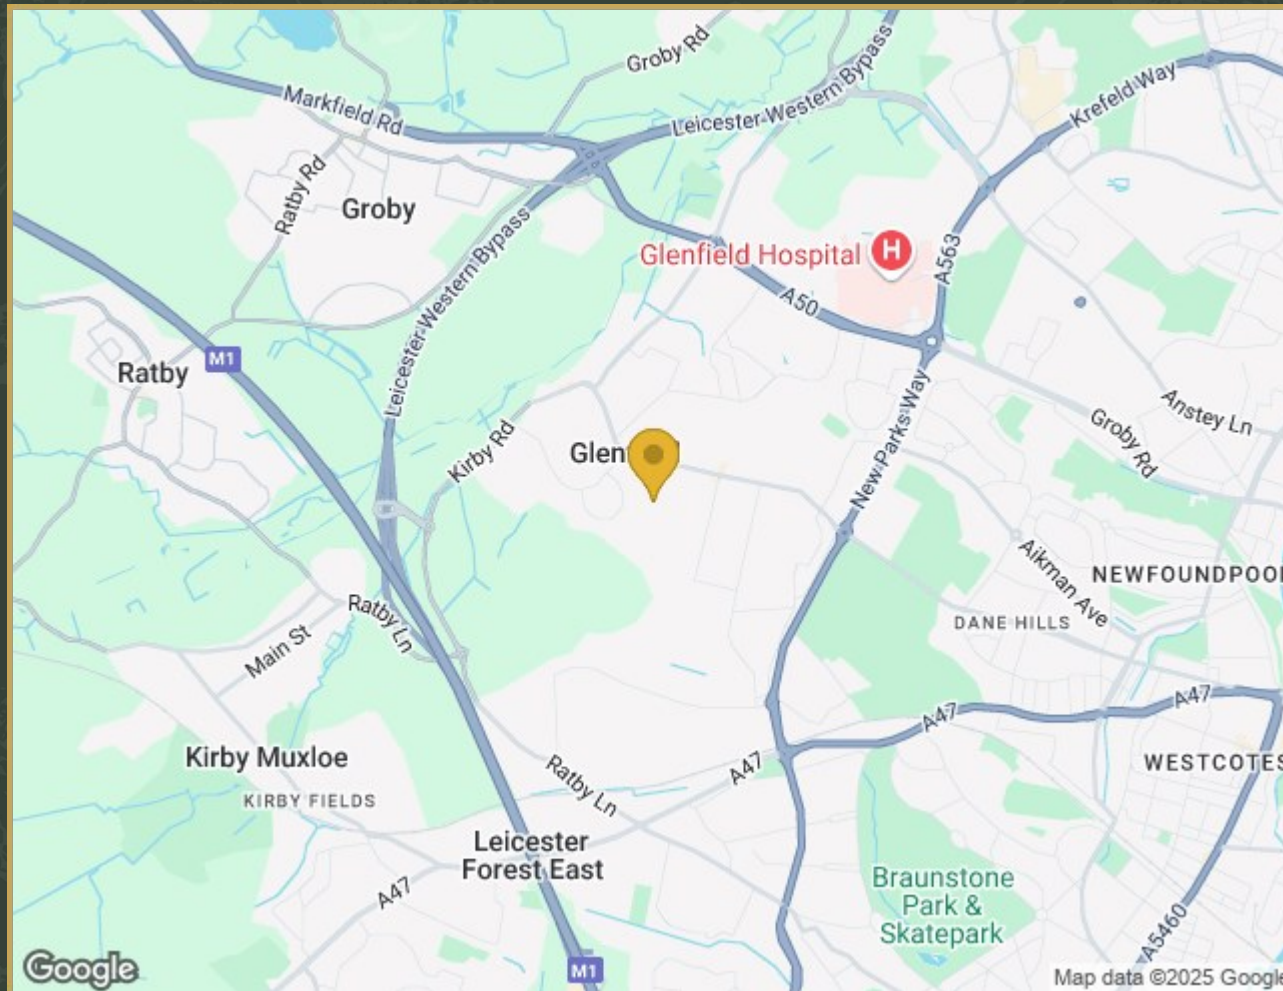 Groby Rd
Markfield Rd
Leicester Western Bypass
Krefeld Way
Ratby Rd
Groby
Leicester Western Bypass
Glenfield Hospital
H
A563
A50
M1
Ratby
Anstey Ln
Groby Rd
New Parks Way
Kirby Rd
Glen
Aikman Ave
NEWFOUNDPOOL
DANE HILLS
Ratby Ln
Main St
A47
A47
Kirby Muxloe
A47
WESTCOTES
Ratby Ln
KIRBY FIELDS
Leicester
Forest East
A47
Braunstone
Park &
Skatepark
A5460
Google
M1
Map data ©2025 Google